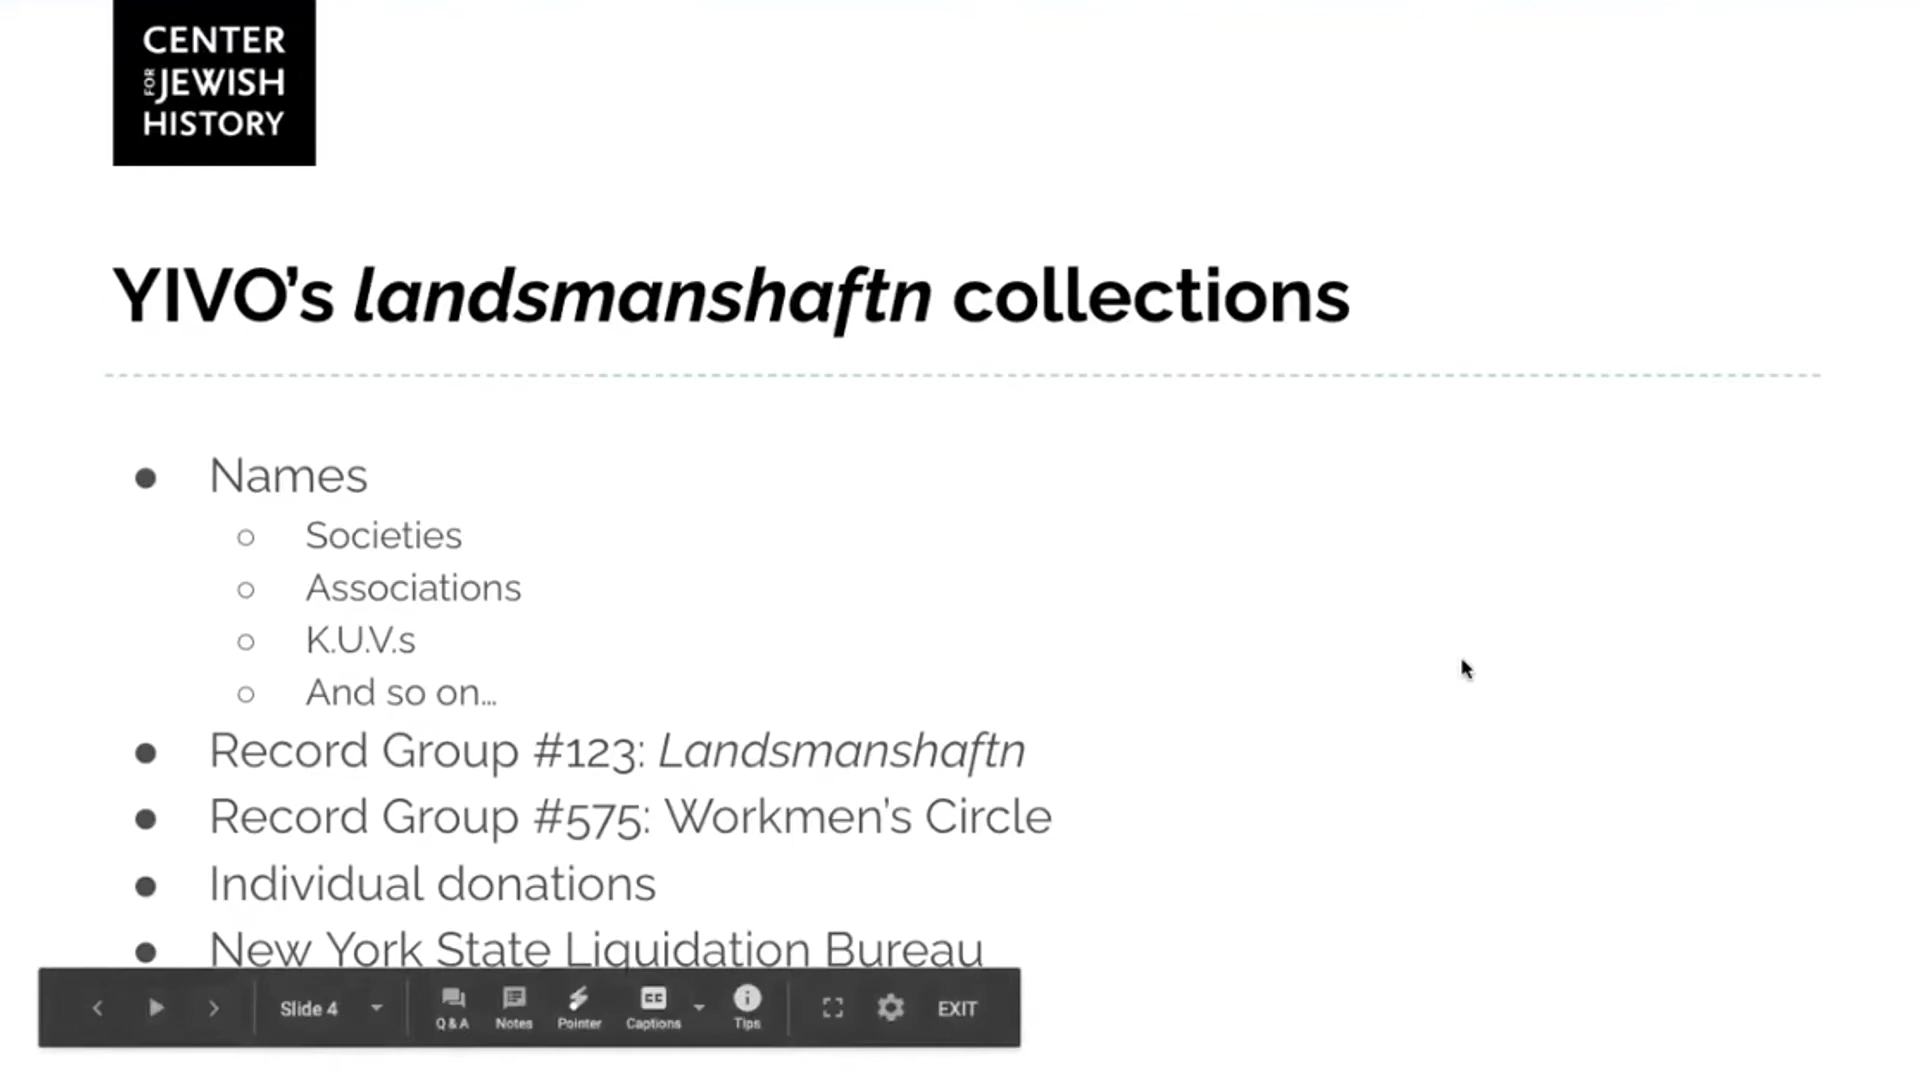 CENTER
FOR JEWISH
HISTORY
YIVO’s landsmanshaftn collections
● Names
○ Societies
○ Associations
○ K.U.V.s
○ And so on...
● Record Group #123: Landsmanshaftn
● Record Group #575: Workmen’s Circle
● Individual donations
● New York State Liquidation Bureau
Slide 4
Q & A
Notes
Pointer
CC
Captions
Tips
EXIT